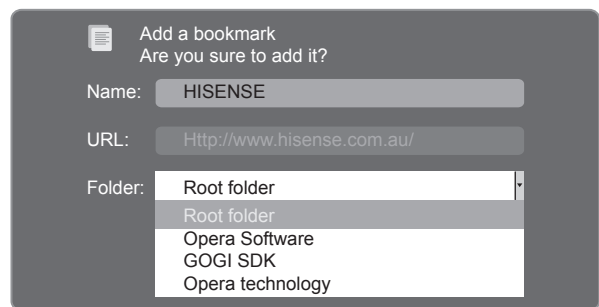 Add a bookmark
Are you sure to add it?
Name: HISENSE
URL: Http://www.hisense.com.au/
Folder: Root folder
Root folder
Opera Software
GOGI SDK
Opera technology